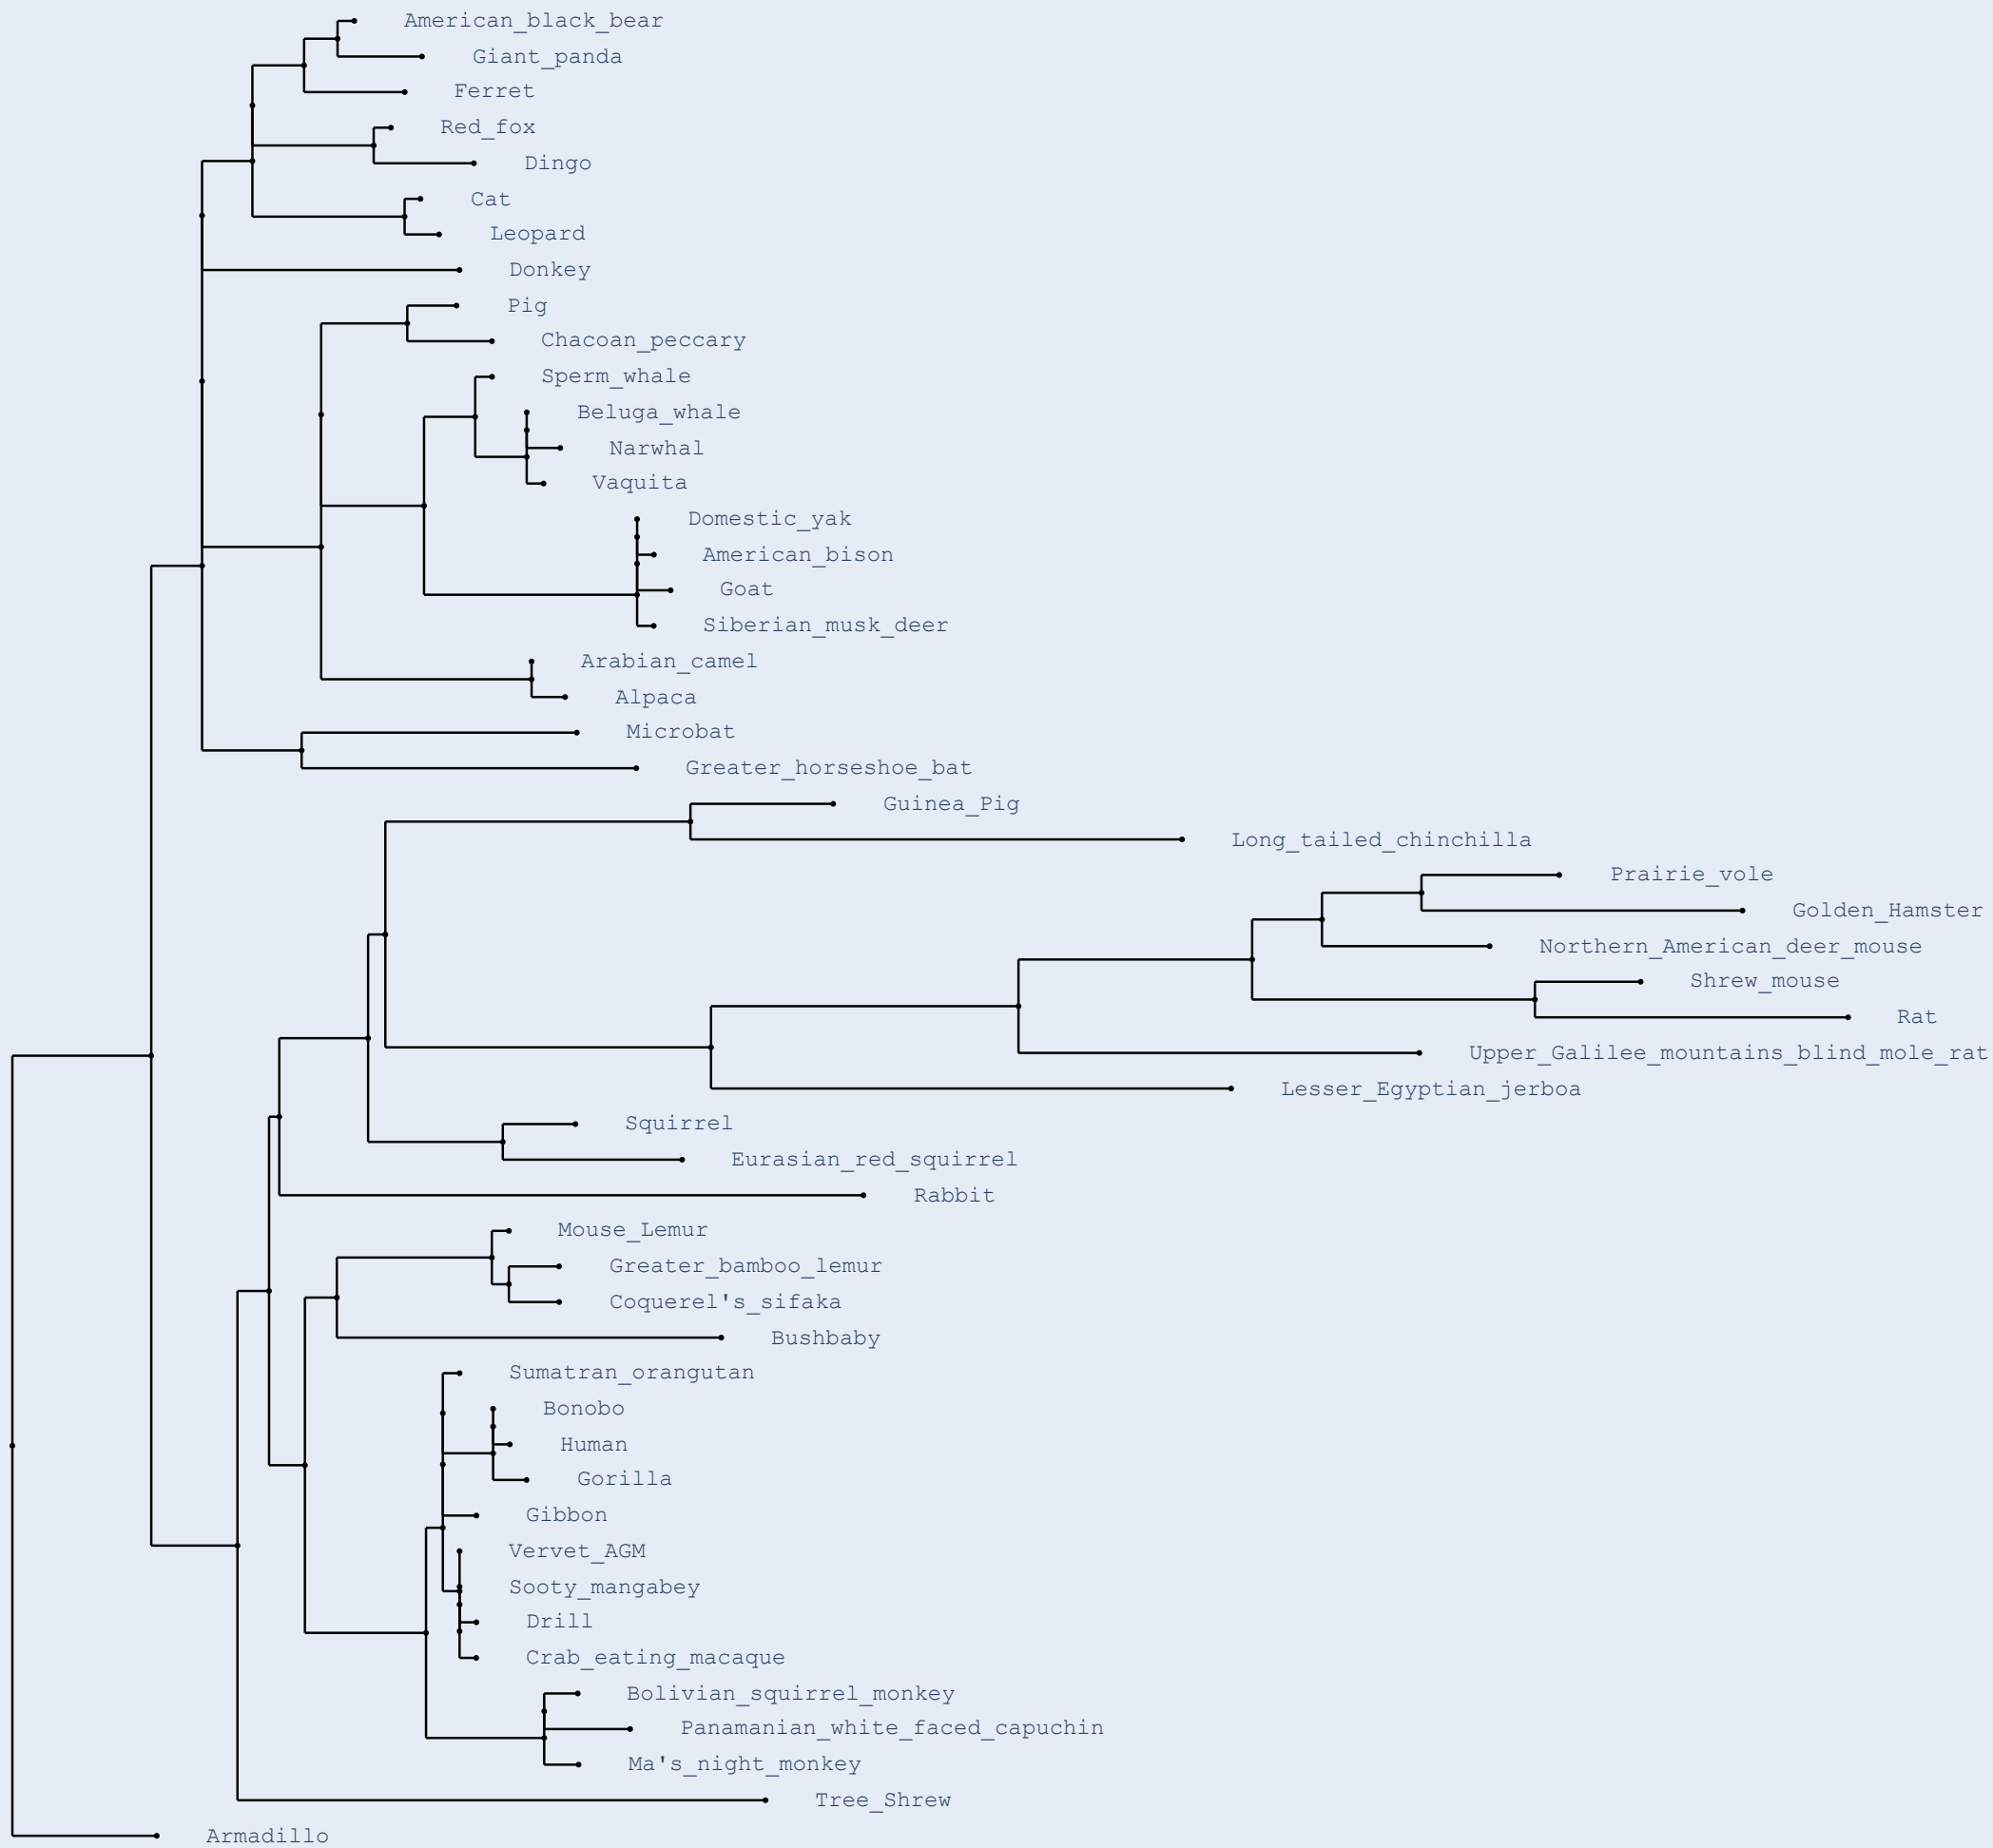 American_black_bear
Giant_panda
Ferret
Red_fox
Dingo
Cat
Leopard
Donkey
Pig
Chacoan_peccary
Sperm_whale
Beluga_whale
Narwhal
Vaquita
Domestic_yak
American_bison
Goat
Siberian_musk_deer
Arabian_camel
Alpaca
Microbat
Greater_horseshoe_bat
Guinea_Pig
Long_tailed_chinchilla
Prairie_vole
Golden_Hamster
Northern_American_deer_mouse
Shrew_mouse
Rat
Upper_Galilee_mountains_blind_mole_rat
Lesser_Egyptian_jerboa
Squirrel
Eurasian_red_squirrel
Rabbit
Mouse_Lemur
Greater_bamboo_lemur
Coquerel's_sifaka
Bushbaby
Sumatran_orangutan
Bonobo
Human
Gorilla
Gibbon
Vervet_AGM
Sooty_mangabey
Drill
Crab_eating_macaque
Bolivian_squirrel_monkey
Panamanian_white_faced_capuchin
Ma's_night_monkey
Tree_Shrew
Armadillo